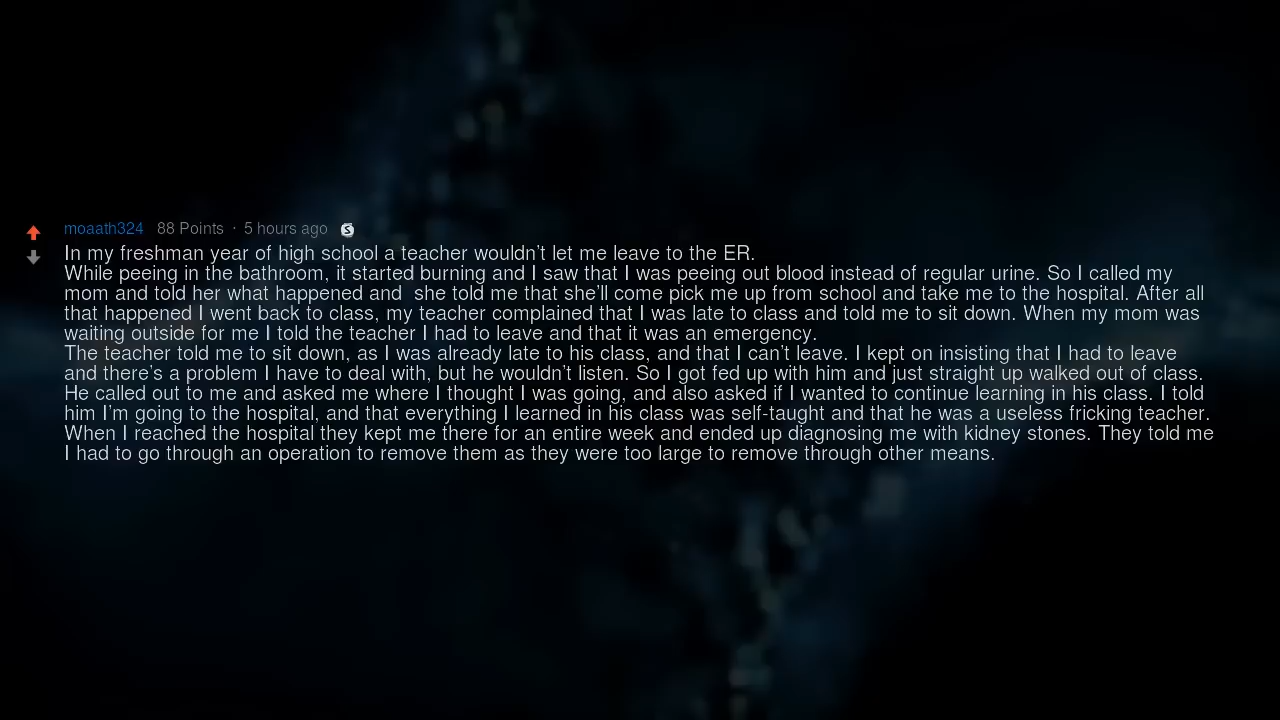 moaath324 88 Points · 5 hours ago
In my freshman year of high school a teacher wouldn't let me leave to the ER.
While peeing in the bathroom, it started burning and I saw that I was peeing out blood instead of regular urine. So I called my
mom and told her what happened and  she told me that she'll come pick me up from school and take me to the hospital. After all
that happened I went back to class, my teacher complained that I was late to class and told me to sit down. When my mom was
waiting outside for me I told the teacher I had to leave and that it was an emergency.
The teacher told me to sit down, as I was already late to his class, and that I can't leave. I kept on insisting that I had to leave
and there's a problem I have to deal with, but he wouldn't listen. So I got fed up with him and just straight up walked out of class.
He called out to me and asked me where I thought I was going, and also asked if I wanted to continue learning in his class. I told
him I'm going to the hospital, and that everything I learned in his class was self-taught and that he was a useless fricking teacher.
When I reached the hospital they kept me there for an entire week and ended up diagnosing me with kidney stones. They told me
I had to go through an operation to remove them as they were too large to remove through other means.